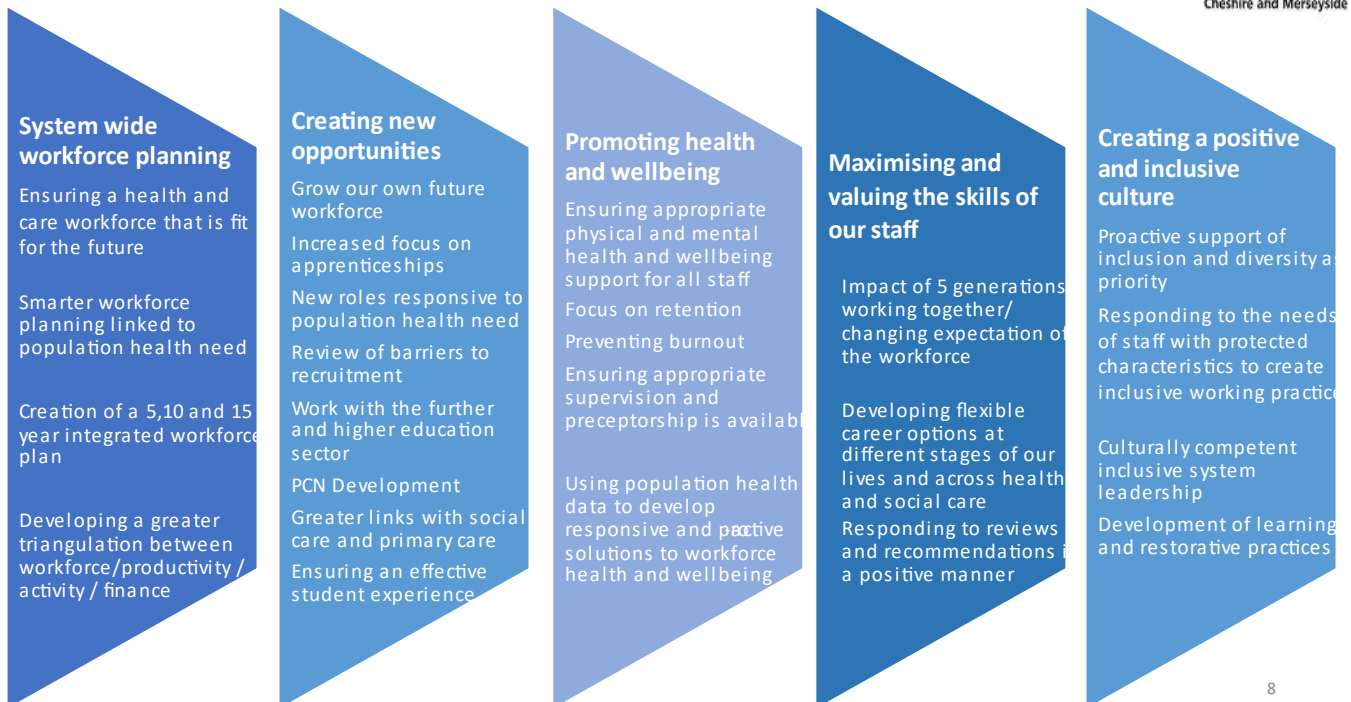 Cheshire and Merseyside
System wide
workforce planning
Ensuring a health and
care workforce that is fit
for the future
Smarter workforce
planning linked to
population health need
Creation of a 5,10 and 15
year integrated workforce
plan
Developing a greater
triangulation between
workforce/productivity /
activity / finance
Creating new
opportunities
Grow our own future
workforce
Increased focus on
apprenticeships
New roles responsive to
population health need
Review of barriers to
recruitment
Work with the further
and higher education
sector
PCN Development
Greater links with social
care and primary care
Ensuring an effective
student experience
Promoting health
and wellbeing
Ensuring appropriate
physical and mental
health and wellbeing
support for all staff
Focus on retention
Preventing burnout
Ensuring appropriate
supervision and
preceptorship is availabl
Using population health
data to develop
responsive and pro-active
solutions to workforce
health and wellbeing
Maximising and
valuing the skills of
our staff
Impact of 5 generations
working together/
changing expectation of
the workforce
Developing flexible
career options at
different stages of our
lives and across health
and social care
Responding to reviews
and recommendations i
a positive manner
Creating a positive
and inclusive
culture
Proactive support of
inclusion and diversity as
priority
Responding to the needs
of staff with protected
characteristics to create
inclusive working practice
Culturally competent
inclusive system
leadership
Development of learning
and restorative practices
8